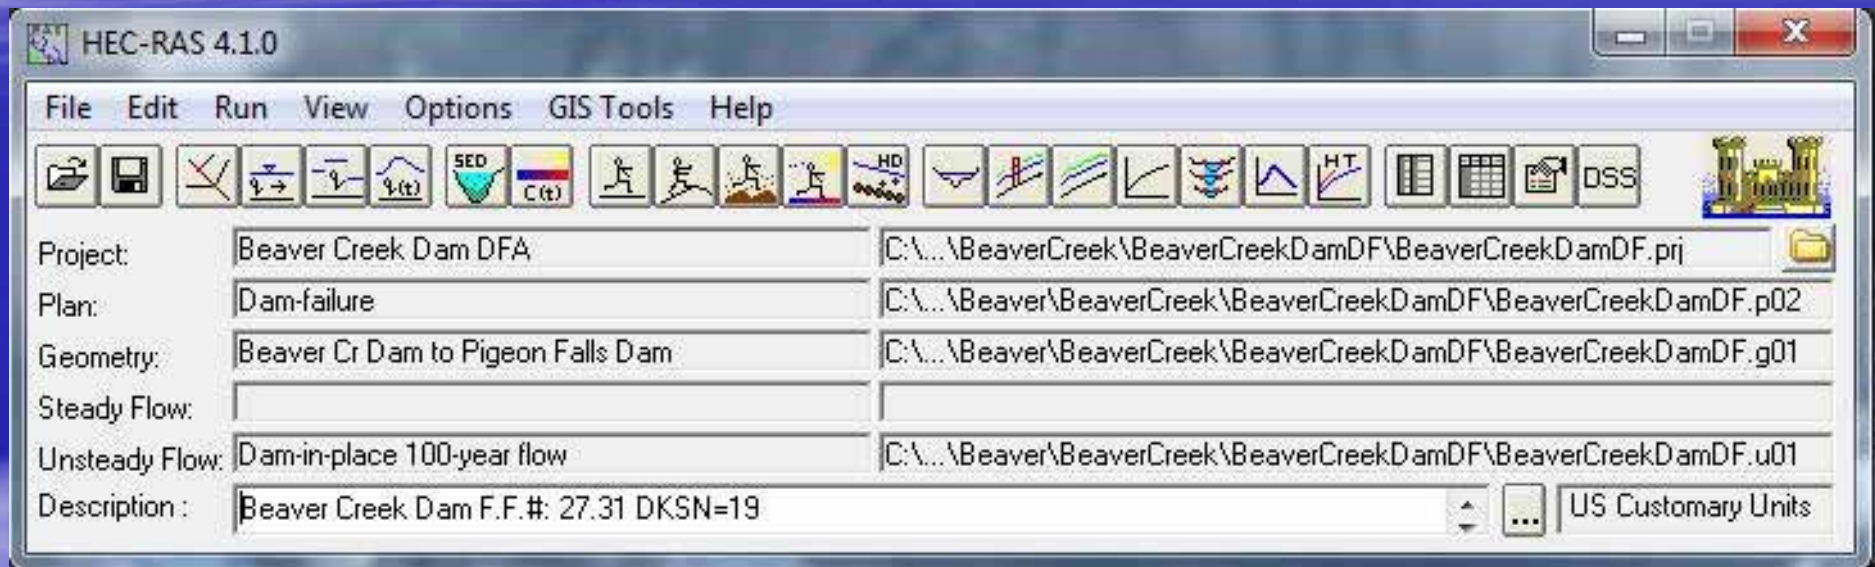 HEC-RAS 4.1.0
File Edit Run View Options GIS Tools Help
SED C(t) q(t) HD HT DSS
Project: Beaver Creek Dam DFA C:\...\BeaverCreek\BeaverCreekDamDF\BeaverCreekDamDF.prj
Plan: Dam-failure C:\...\Beaver\BeaverCreek\BeaverCreekDamDF\BeaverCreekDamDF.p02
Geometry: Beaver Cr Dam to Pigeon Falls Dam C:\...\Beaver\BeaverCreek\BeaverCreekDamDF\BeaverCreekDamDF.g01
Steady Flow:
Unsteady Flow: Dam-in-place 100-year flow C:\...\Beaver\BeaverCreek\BeaverCreekDamDF\BeaverCreekDamDF.u01
Description : Beaver Creek Dam F.F.#: 27.31 DKSN=19 ... US Customary Units